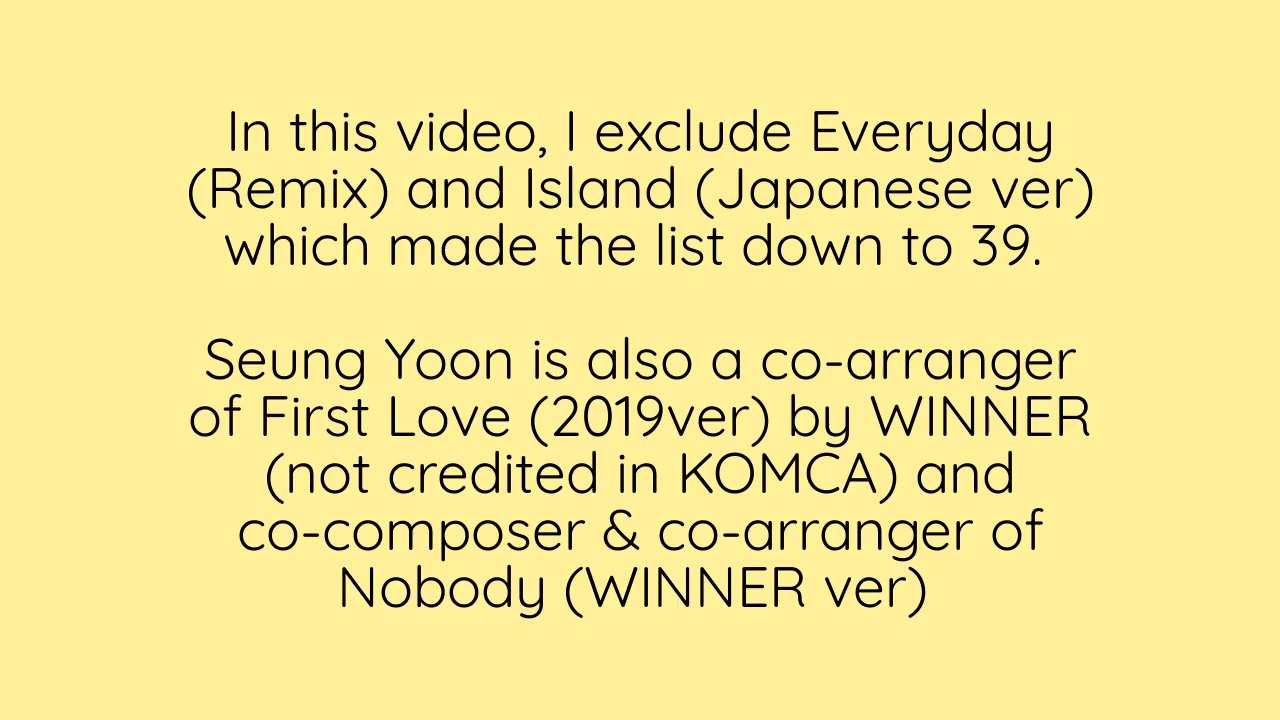 In this video, I exclude Everyday
(Remix) and Island (Japanese ver)
which made the list down to 39.
Seung Yoon is also a co-arranger
of First Love (2019ver) by WINNER
(not credited in KOMCA) and
co-composer & co-arranger of
Nobody (WINNER ver)